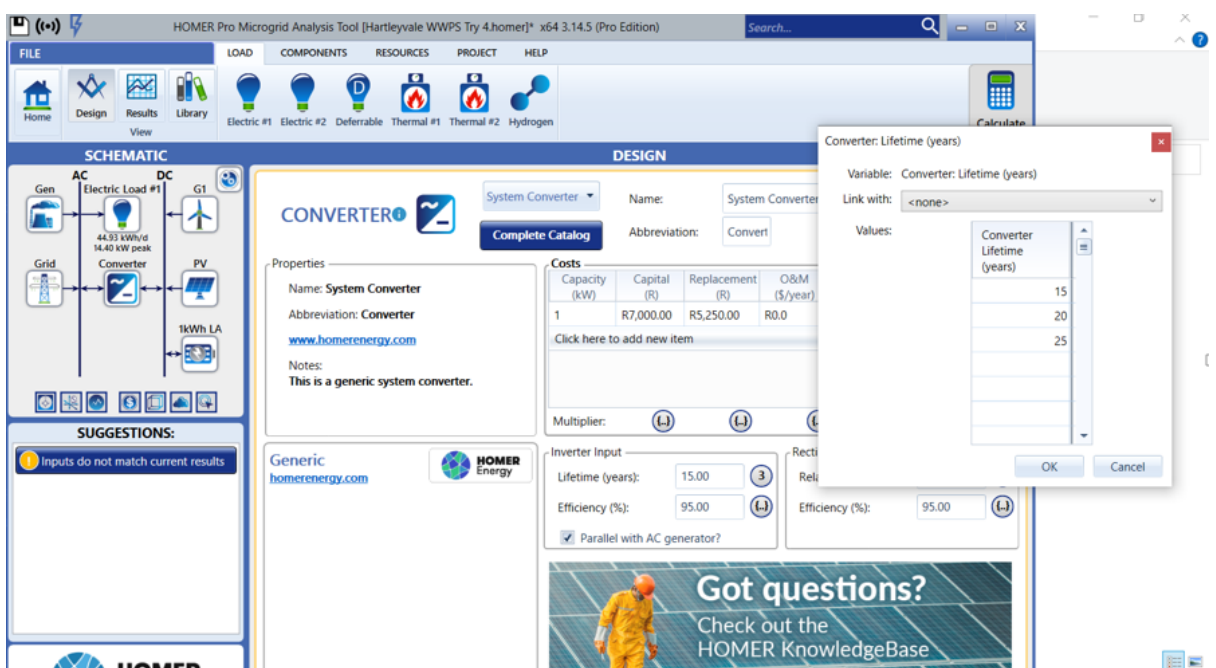 HOMER Pro Microgrid Analysis Tool [Hartleyvale WWPS Try 4.homer]* x64 3.14.5 (Pro Edition)
Search...
FILE
LOAD COMPONENTS RESOURCES PROJECT HELP
Home
Design
Results
Library
View
Electric #1
Electric #2
D
Deferrable
Thermal #1
Thermal #2
Hydrogen
Calculate
SCHEMATIC
AC DC
Gen
Electric Load #1
G1
44.93 kWh/d
14.40 kW peak
Grid
Converter
PV
1kWh LA
SUGGESTIONS:
Inputs do not match current results
HOMER
DESIGN
CONVERTER
System Converter
Complete Catalog
Name:
System Converter
Abbreviation:
Convert
Properties
Name: System Converter
Abbreviation: Converter
www.homerenergy.com
Notes:
This is a generic system converter.
Costs
Capacity (kW)
Capital (R)
Replacement (R)
O&M ($/year)
1 R7,000.00 R5,250.00 R0.0
Click here to add new item
Multiplier: (..) (..)
Generic
homerenergy.com
HOMER
Energy
Inverter Input
Lifetime (years): 15.00 3
Efficiency (%): 95.00 (..)
Parallel with AC generator?
Efficiency (%): 95.00 (..)
Got questions?
Check out the
HOMER KnowledgeBase
Converter: Lifetime (years)
Variable: Converter: Lifetime (years)
Link with: <none>
Values:
Converter
Lifetime
(years)
15
20
25
OK Cancel